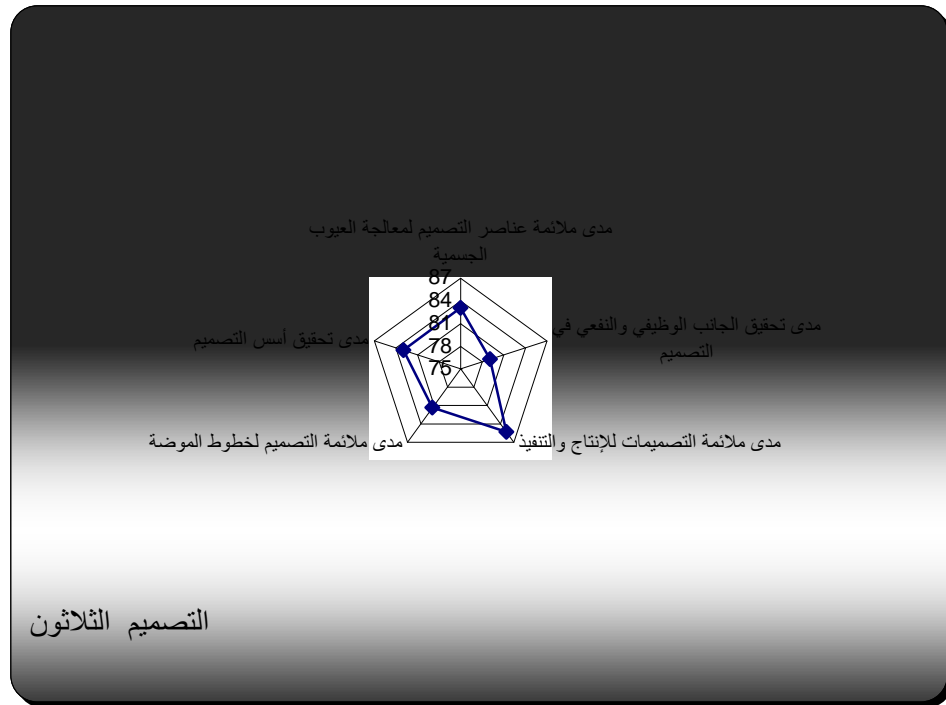 مدى ملائمة عناصر التصميم لمعالجة العيوب
الجسمية
87
84
81
78
75
مدى تحقيق الجانب الوظيفي والنفعي في
التصميم
مدى تحقيق أسس التصميم
مدى ملائمة التصميمات للإنتاج والتنفيذ
مدى ملائمة التصميم لخطوط الموضة
التصميم الثلاثون